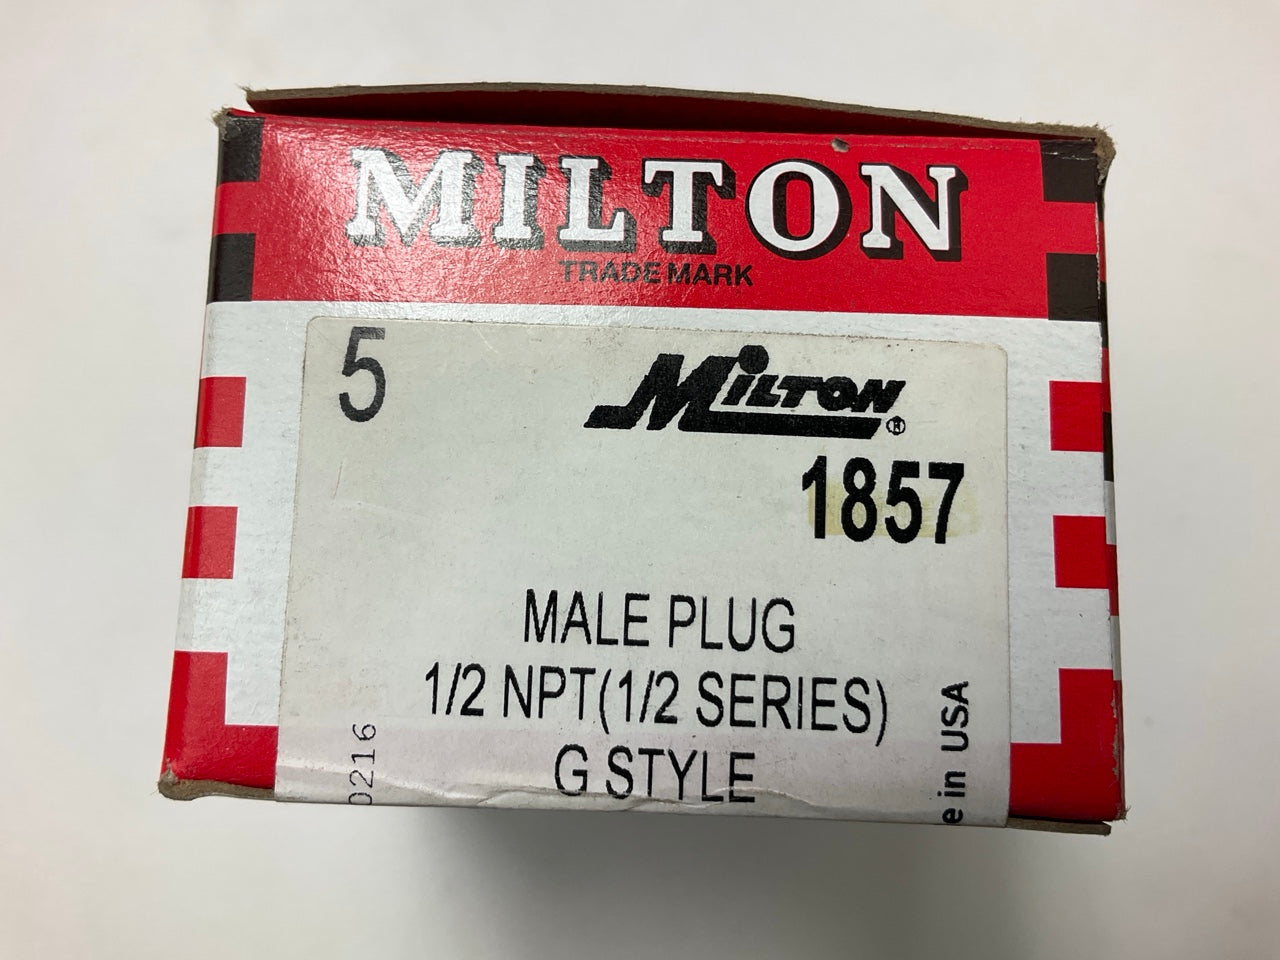 MILTON
TRADE MARK
5
MILTON ®
1857
MALE PLUG
1/2 NPT(1/2 SERIES)
G STYLE
0216
e in USA